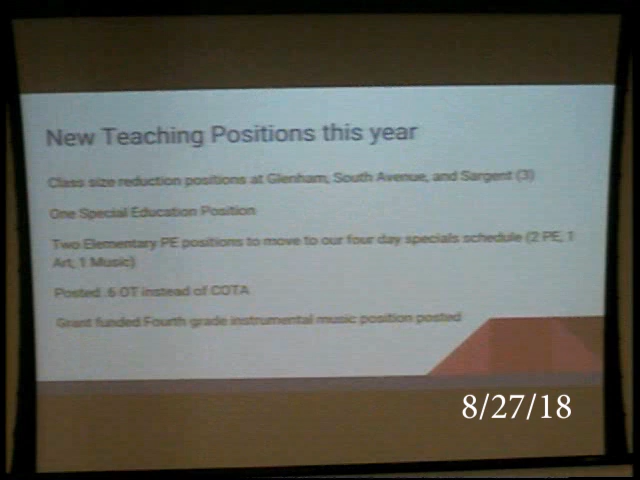 New Teaching Positions this year
Class size reduction positions at Glenham, South Avenue, and Sargent (3)
One Special Education Position
Two Elementary PE positions to move to our four day specials schedule (2 PE, 1
Art, 1 Music)
Posted .6 OT instead of COTA
Grant funded Fourth grade instrumental music position posted
8/27/18